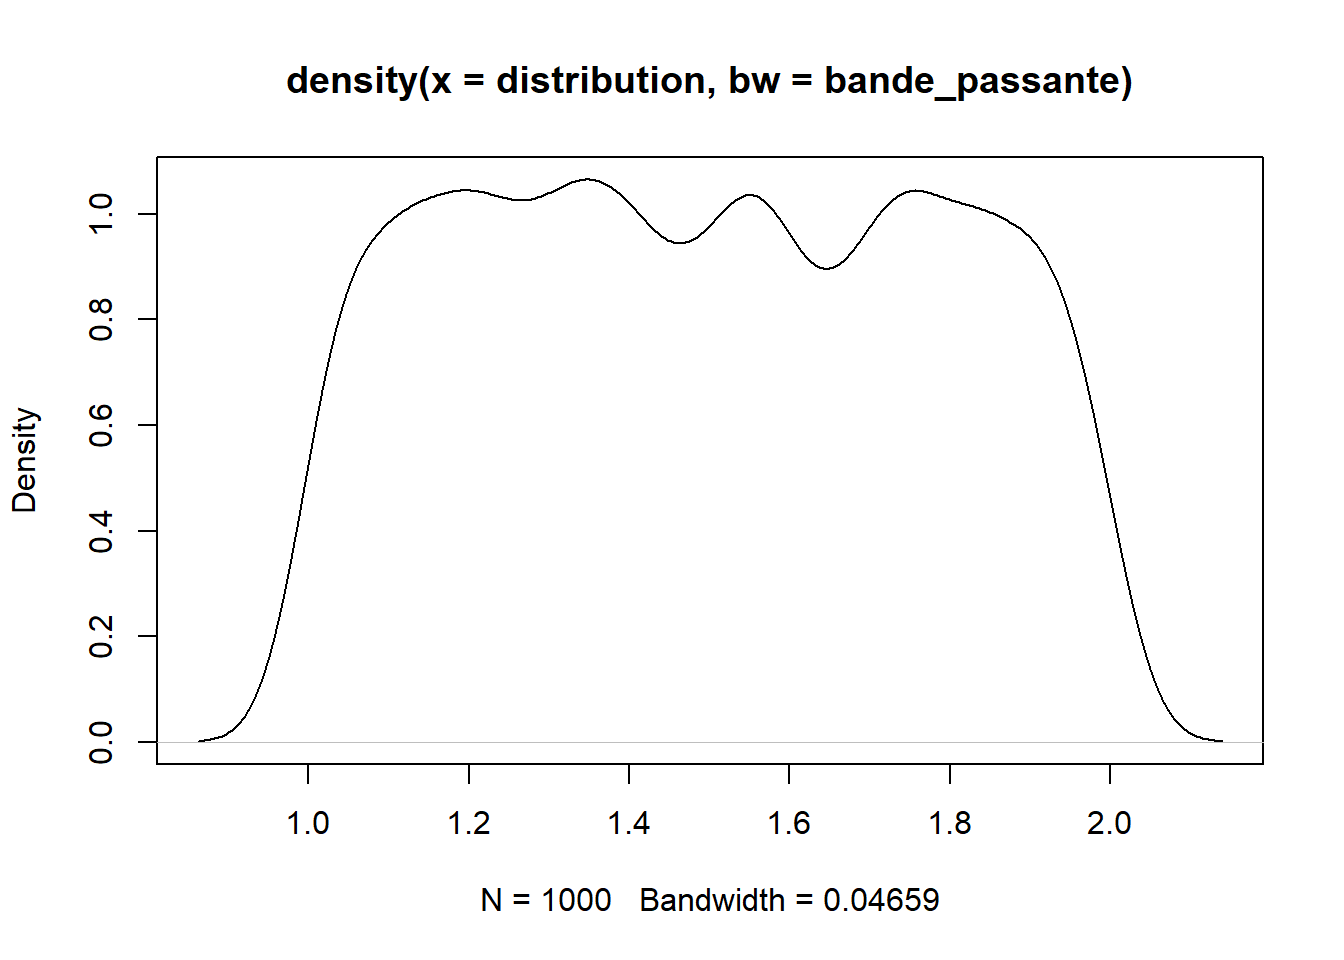 density(x = distribution, bw = bande_passante)
Density
1.0
0.8
0.6
0.4
0.2
0.0
1.0 1.2 1.4 1.6 1.8 2.0
N = 1000 Bandwidth = 0.04659